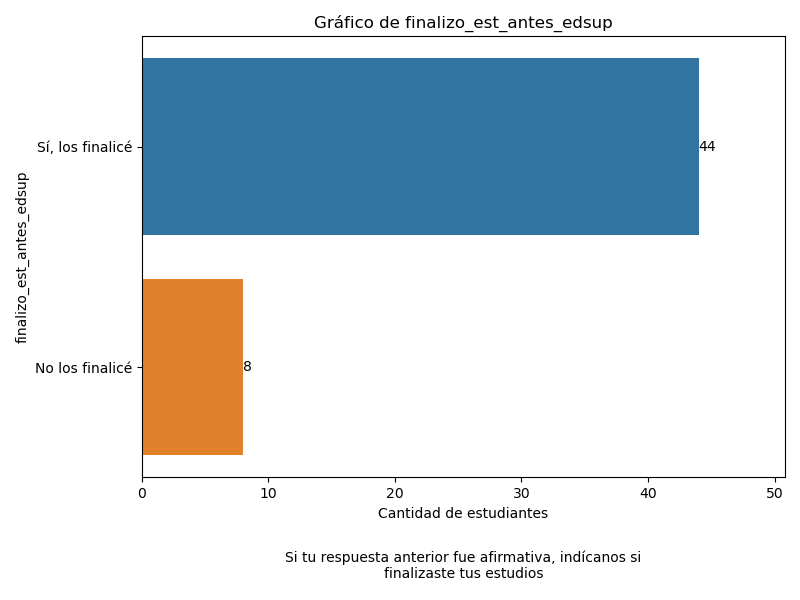 Gráfico de finalizo_est_antes_edsup
finalizo_est_antes_edsup
Sí, los finalicé
44
No los finalicé
8
0 10 20 30 40 50
Cantidad de estudiantes
Si tu respuesta anterior fue afirmativa, indícanos si
finalizaste tus estudios